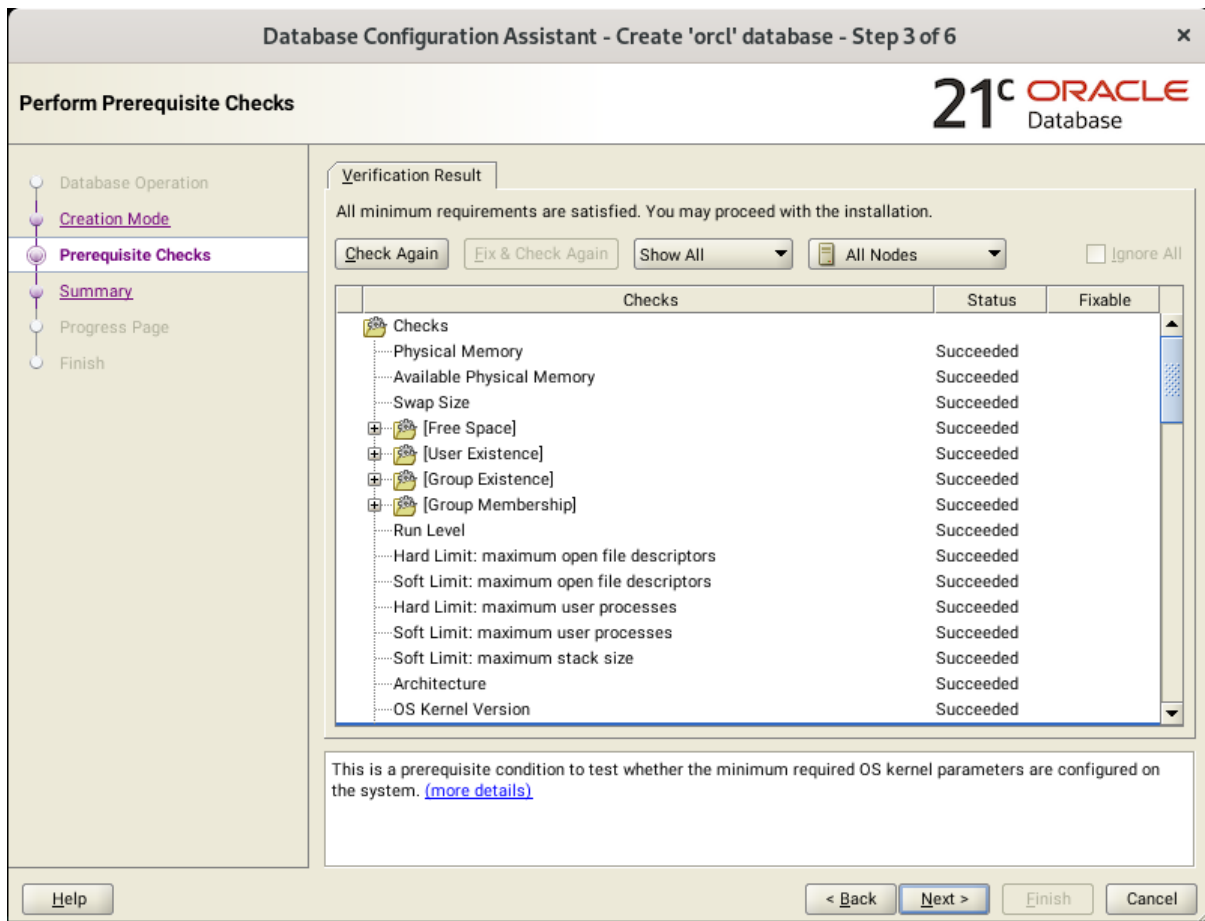 Database Configuration Assistant - Create 'orcl' database - Step 3 of 6
×
Perform Prerequisite Checks
21c ORACLE
Database
Database Operation
Creation Mode
Prerequisite Checks
Summary
Progress Page
Finish
Verification Result
All minimum requirements are satisfied. You may proceed with the installation.
Check Again Fix & Check Again Show All All Nodes Ignore All
Checks Status Fixable
Checks
Physical Memory Succeeded
Available Physical Memory Succeeded
Swap Size Succeeded
[Free Space] Succeeded
[User Existence] Succeeded
[Group Existence] Succeeded
[Group Membership] Succeeded
Run Level Succeeded
Hard Limit: maximum open file descriptors Succeeded
Soft Limit: maximum open file descriptors Succeeded
Hard Limit: maximum user processes Succeeded
Soft Limit: maximum user processes Succeeded
Soft Limit: maximum stack size Succeeded
Architecture Succeeded
OS Kernel Version Succeeded
This is a prerequisite condition to test whether the minimum required OS kernel parameters are configured on
the system. (more details)
Help < Back Next > Finish Cancel